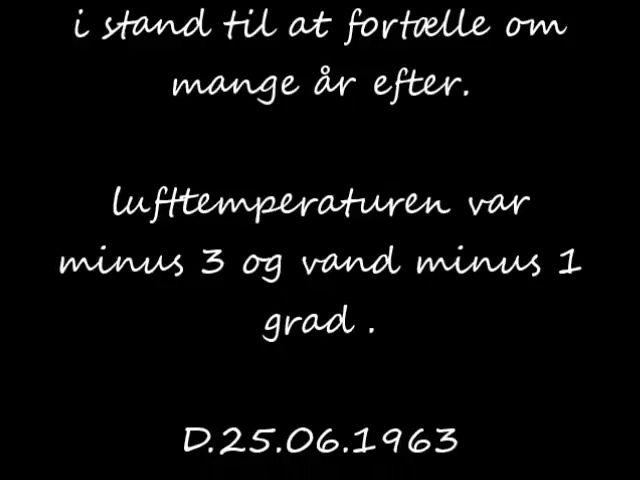 i stand til at fortælle om
mange år efter.
lufttemperaturen var
minus 3 og vand minus 1
grad .
D.25.06.1963